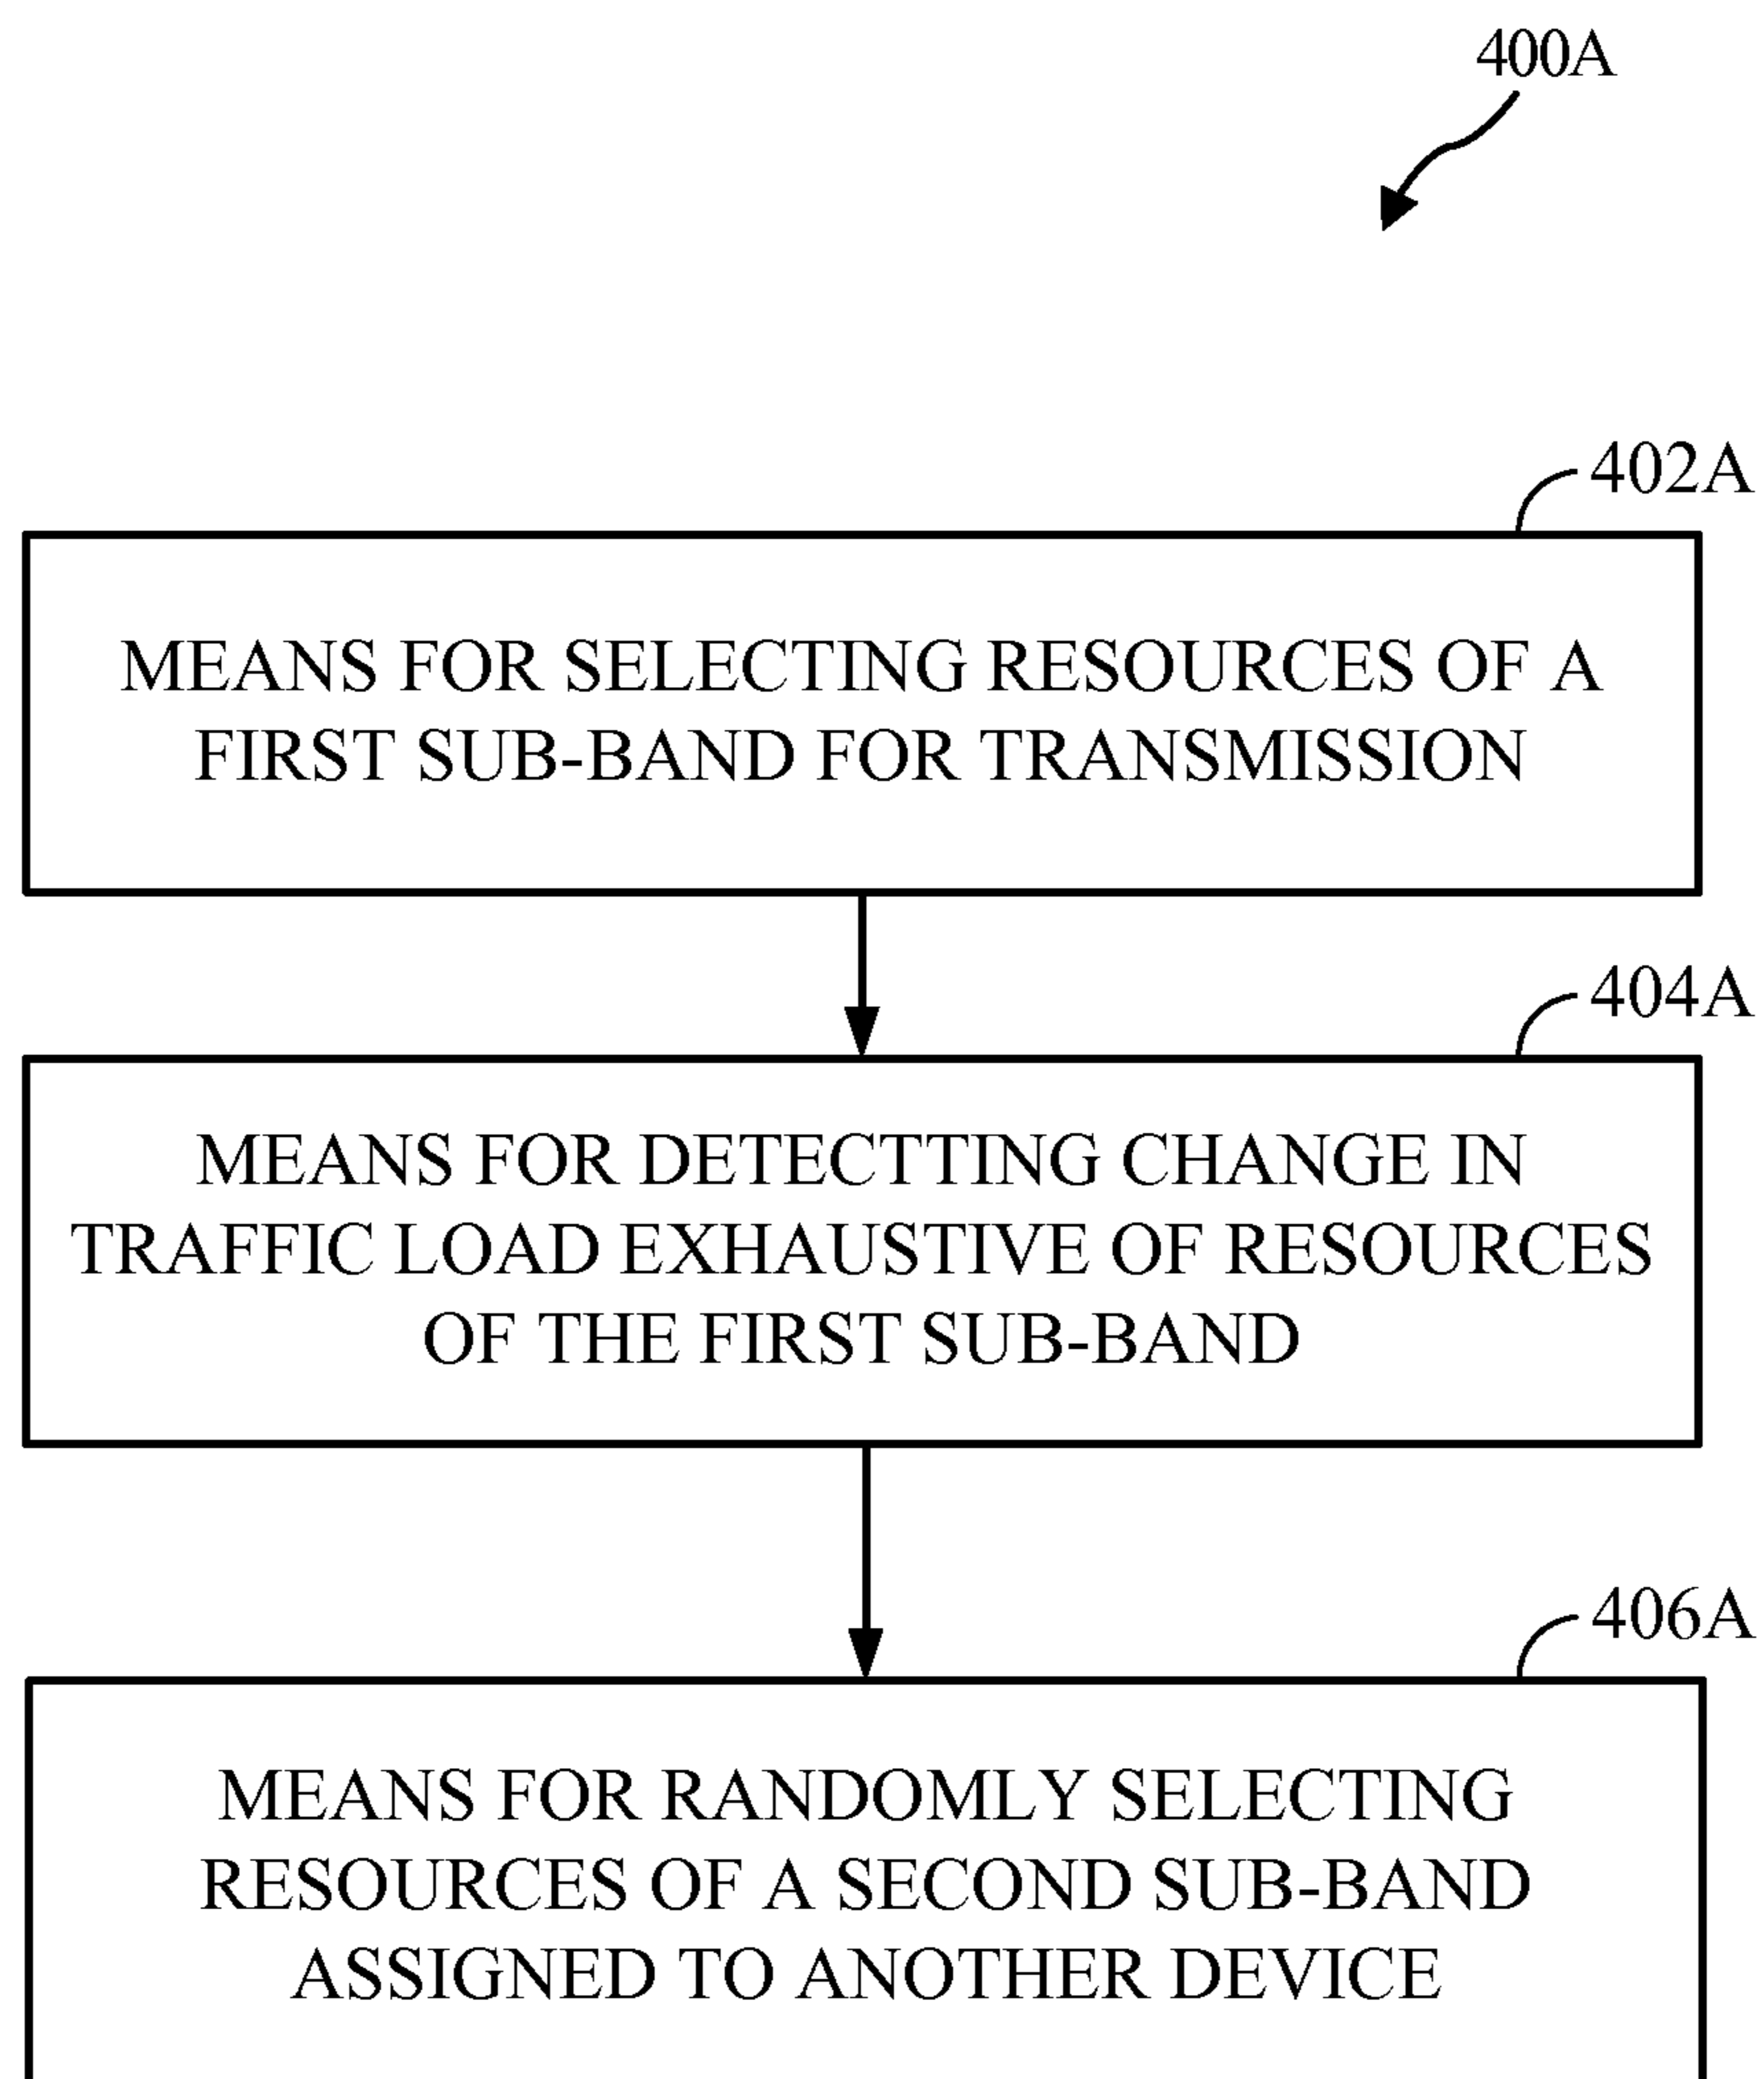 400A
402A
MEANS FOR SELECTING RESOURCES OF A
FIRST SUB-BAND FOR TRANSMISSION
404A
MEANS FOR DETECTTING CHANGE IN
TRAFFIC LOAD EXHAUSTIVE OF RESOURCES
OF THE FIRST SUB-BAND
406A
MEANS FOR RANDOMLY SELECTING
RESOURCES OF A SECOND SUB-BAND
ASSIGNED TO ANOTHER DEVICE